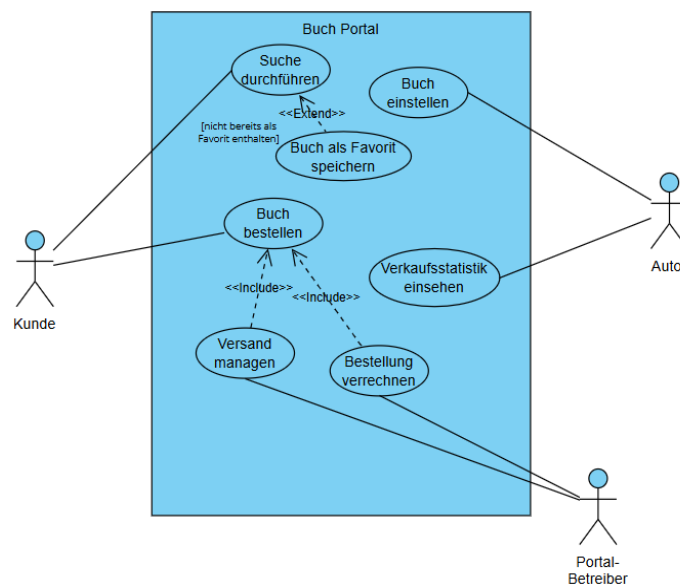 Buch Portal
Suche
durchführen
Buch
einstellen
<<Extend>>
[nicht bereits als
Favorit enthalten]
Buch als Favorit
speichern
Buch
bestellen
Kunde
Auto
Verkaufsstatistik
einsehen
<<Include>>
<<Include>>
Versand
managen
Bestellung
verrechnen
Portal-
Betreiber